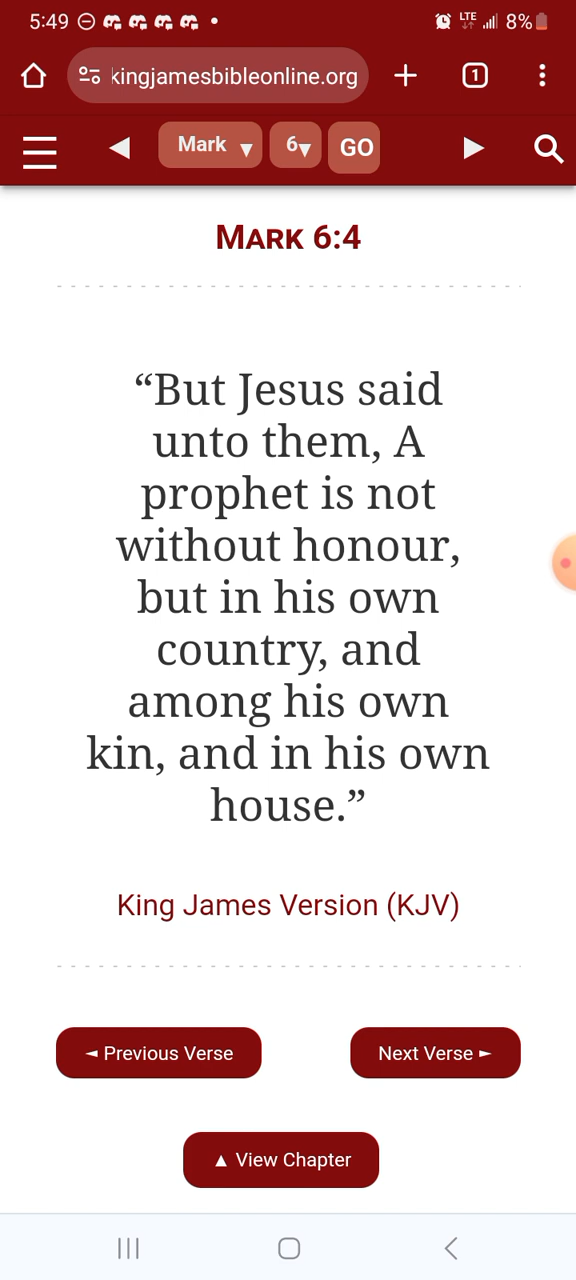 5:49 LTE 8%
kingjamesbibleonline.org 1
Mark 6 GO
MARK 6:4
“But Jesus said
unto them, A
prophet is not
without honour,
but in his own
country, and
among his own
kin, and in his own
house.”
King James Version (KJV)
◄ Previous Verse Next Verse ►
▲ View Chapter